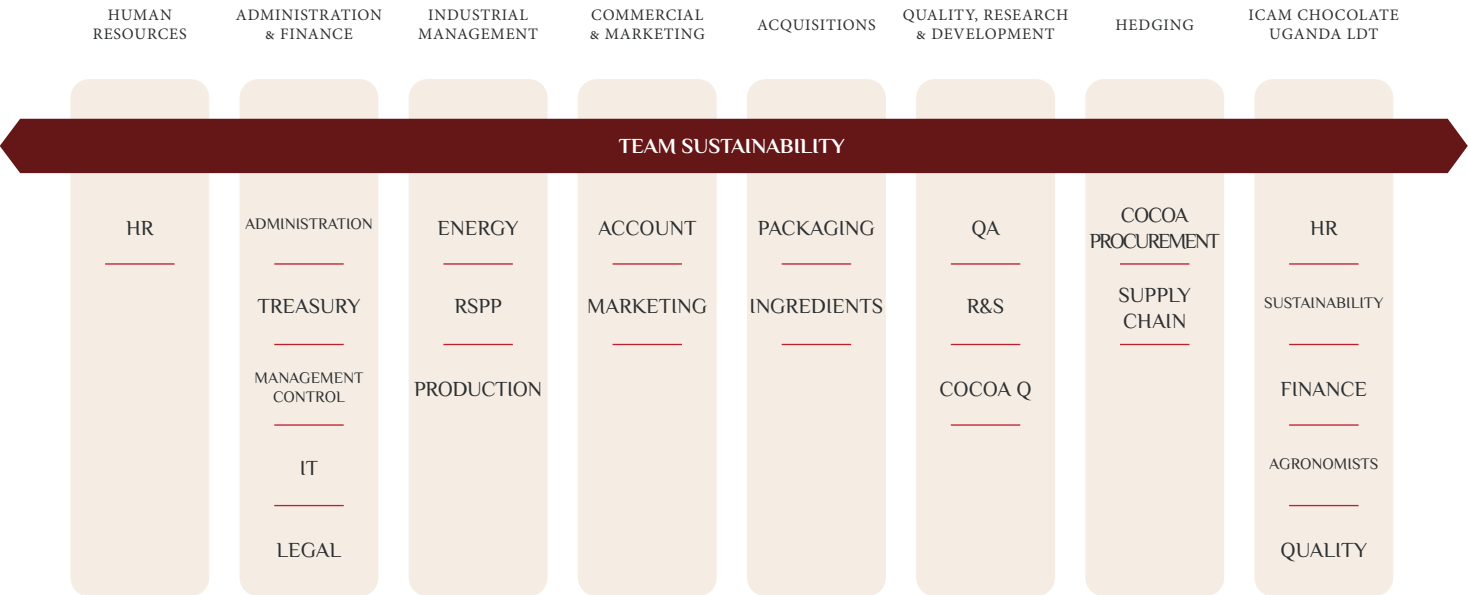 HUMAN
RESOURCES
ADMINISTRATION
& FINANCE
INDUSTRIAL
MANAGEMENT
COMMERCIAL
& MARKETING
ACQUISITIONS
QUALITY, RESEARCH
& DEVELOPMENT
HEDGING
ICAM CHOCOLATE
UGANDA LDT
TEAM SUSTAINABILITY
HR
ADMINISTRATION
TREASURY
MANAGEMENT
CONTROL
IT
LEGAL
ENERGY
RSPP
PRODUCTION
ACCOUNT
MARKETING
PACKAGING
INGREDIENTS
QA
R&S
COCOA Q
COCOA
PROCUREMENT
SUPPLY
CHAIN
HR
SUSTAINABILITY
FINANCE
AGRONOMISTS
QUALITY